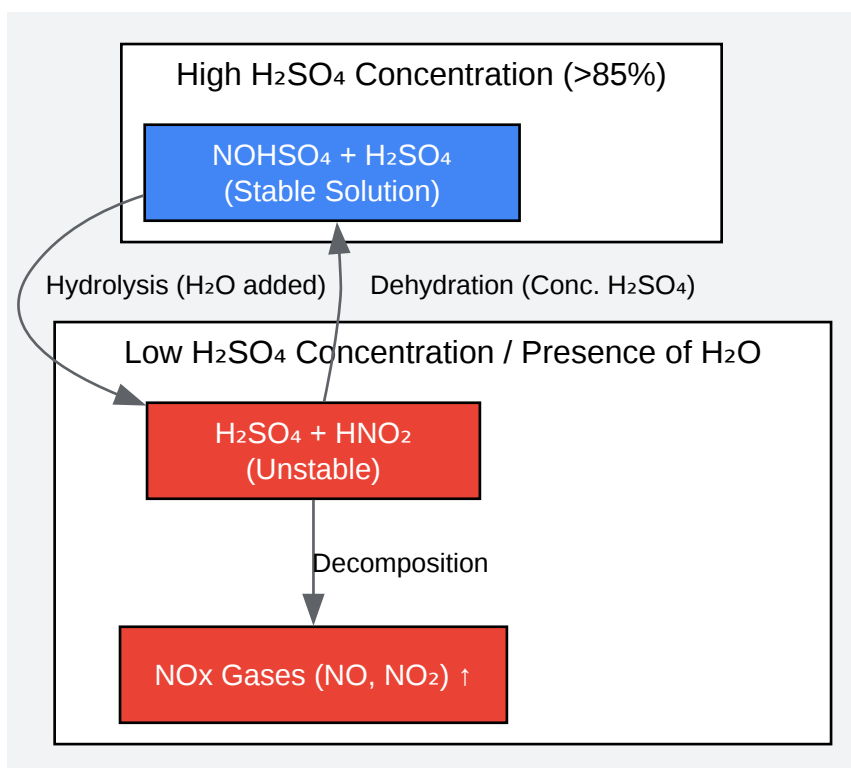 High H₂SO₄ Concentration (>85%)
NOHSO₄ + H₂SO₄
(Stable Solution)
Hydrolysis (H₂O added)
Dehydration (Conc. H₂SO₄)
Low H₂SO₄ Concentration / Presence of H₂O
H₂SO₄ + HNO₂
(Unstable)
Decomposition
NOx Gases (NO, NO₂) ↑